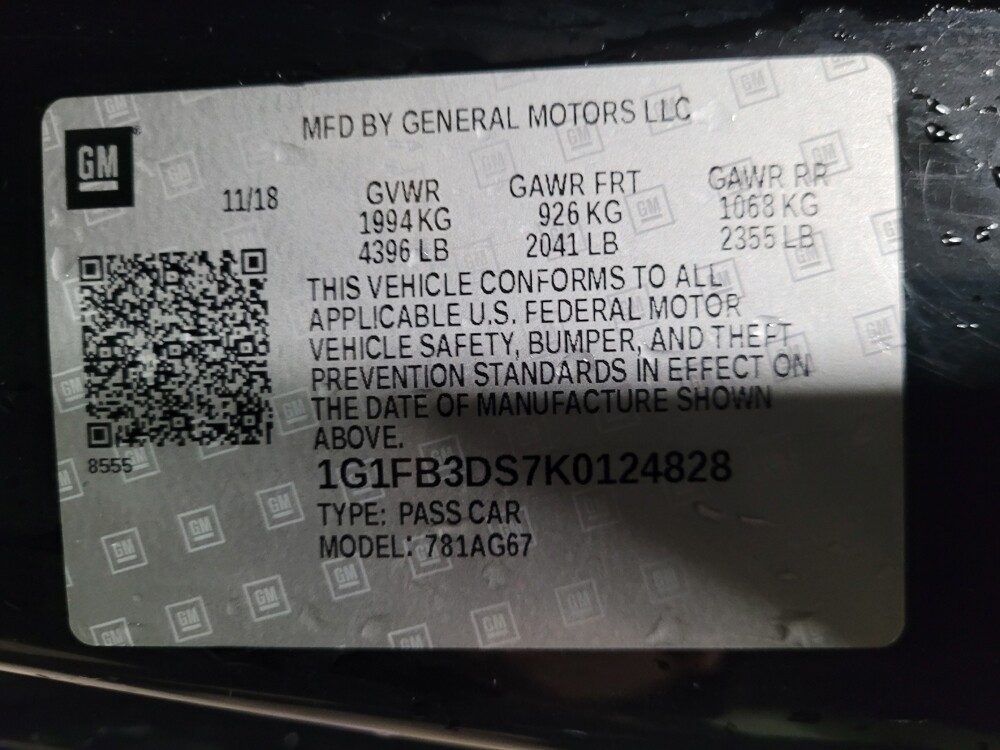 MFD BY GENERAL MOTORS LLC
GM
11/18
GVWR GAWR FRT GAWR RR
1994 KG 926 KG 1068 KG
4396 LB 2041 LB 2355 LB
THIS VEHICLE CONFORMS TO ALL
APPLICABLE U.S. FEDERAL MOTOR
VEHICLE SAFETY, BUMPER, AND THEFT
PREVENTION STANDARDS IN EFFECT ON
THE DATE OF MANUFACTURE SHOWN
ABOVE.
8555
1G1FB3DS7K0124828
TYPE: PASS CAR
MODEL: 781AG67